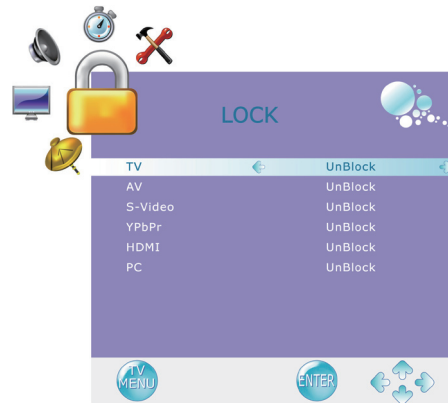 LOCK
TV UnBlock
AV UnBlock
S-Video UnBlock
YPbPr UnBlock
HDMI UnBlock
PC UnBlock
TV MENU ENTER